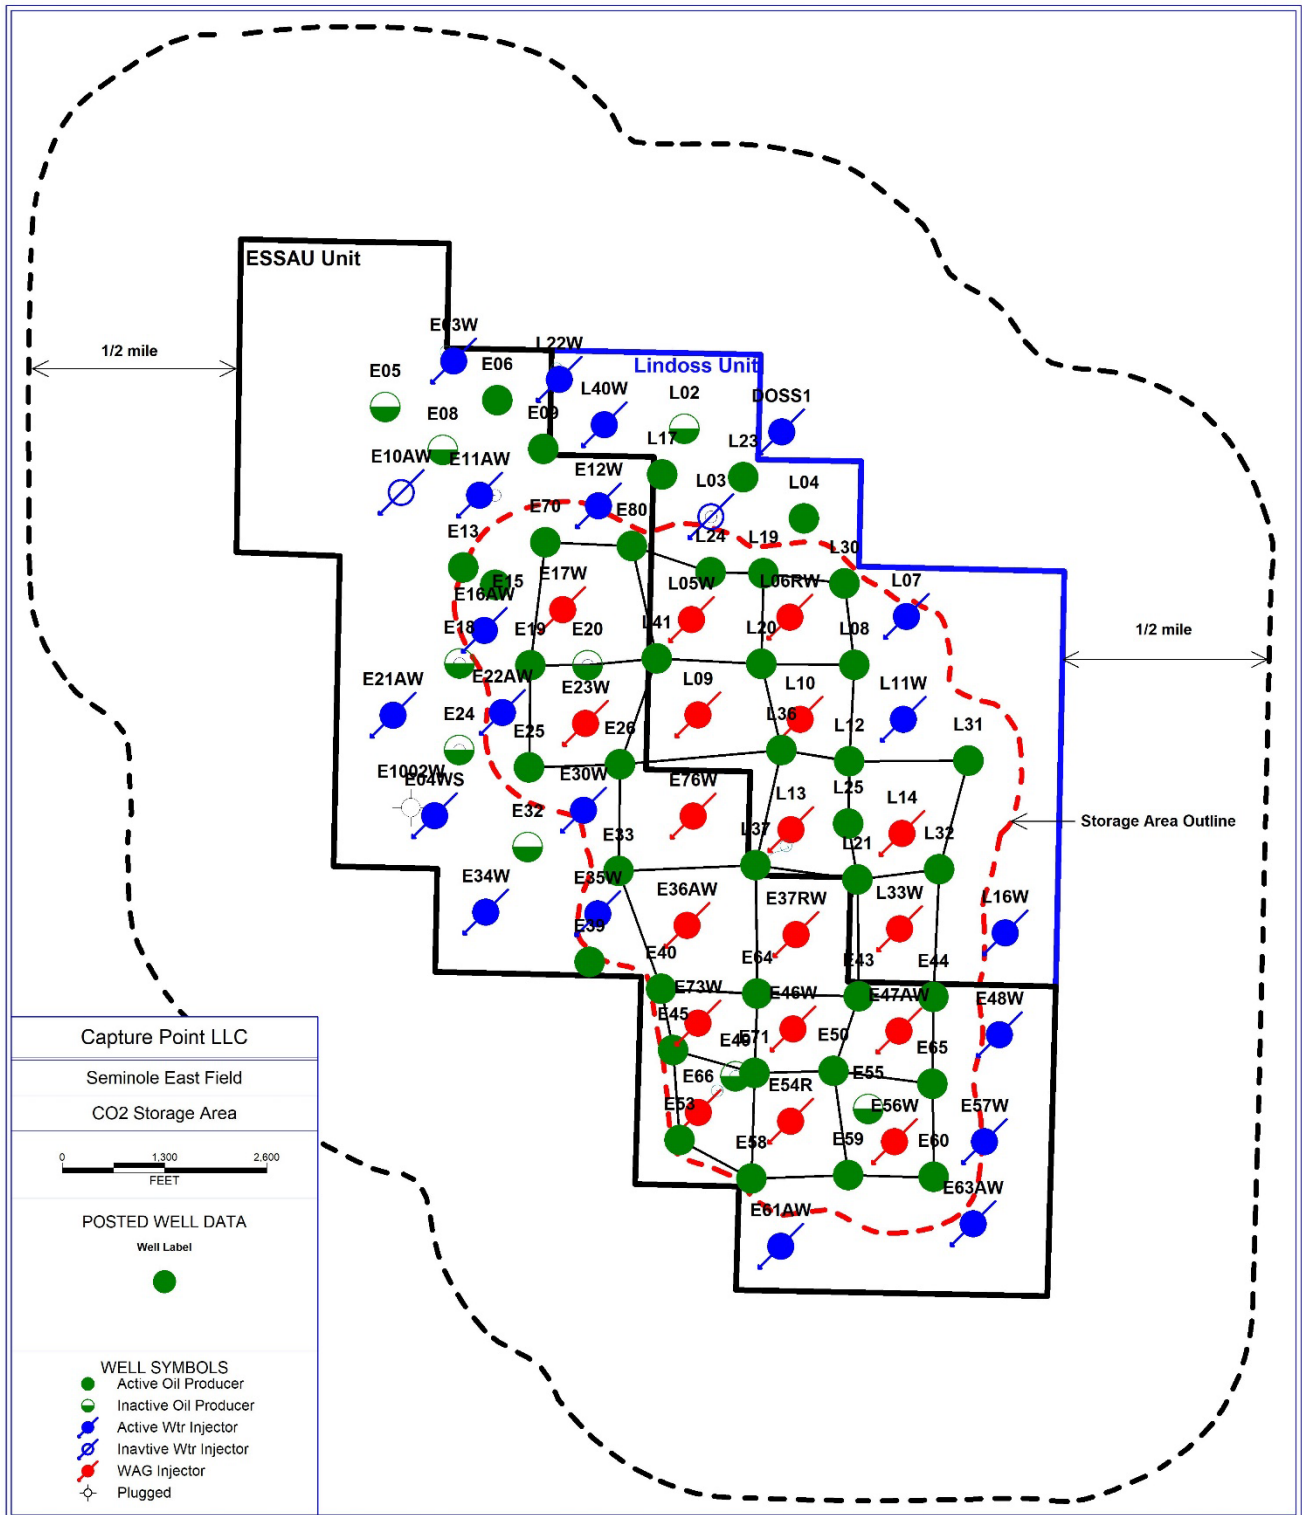 ESSAU Unit
E03W
L22W
1/2 mile
E06
Lindoss Unit
E05
L40W
L02
DOSS1
E08
E09
L17
L23
E10AW
E11AW
E12W
L03
L04
E70
E80
E13
L24
L19
L30
E17W
L05W
L06RW
L07
E15
E16AW
E18
E19
E20
L41
L20
L08
1/2 mile
E21AW
E22AW
E23W
L09
L10
L11W
E24
E25
E26
L36
L12
L31
E1002W
E04WS
E30W
E76W
L25
L13
L14
Storage Area Outline
E32
E33
L37
L21
L32
E34W
E35W
E36AW
E37RW
L33W
L16W
E39
E40
E64
E43
E44
E73W
E46W
E47AW
E48W
E45
E71
E50
E65
E66
E55
E53
E54R
E56W
E57W
E58
E59
E60
E63AW
E61AW
Capture Point LLC
Seminole East Field
CO2 Storage Area
0 1,300 2,600
FEET
POSTED WELL DATA
Well Label
WELL SYMBOLS
Active Oil Producer
Inactive Oil Producer
Active Wtr Injector
Inavtive Wtr Injector
WAG Injector
Plugged